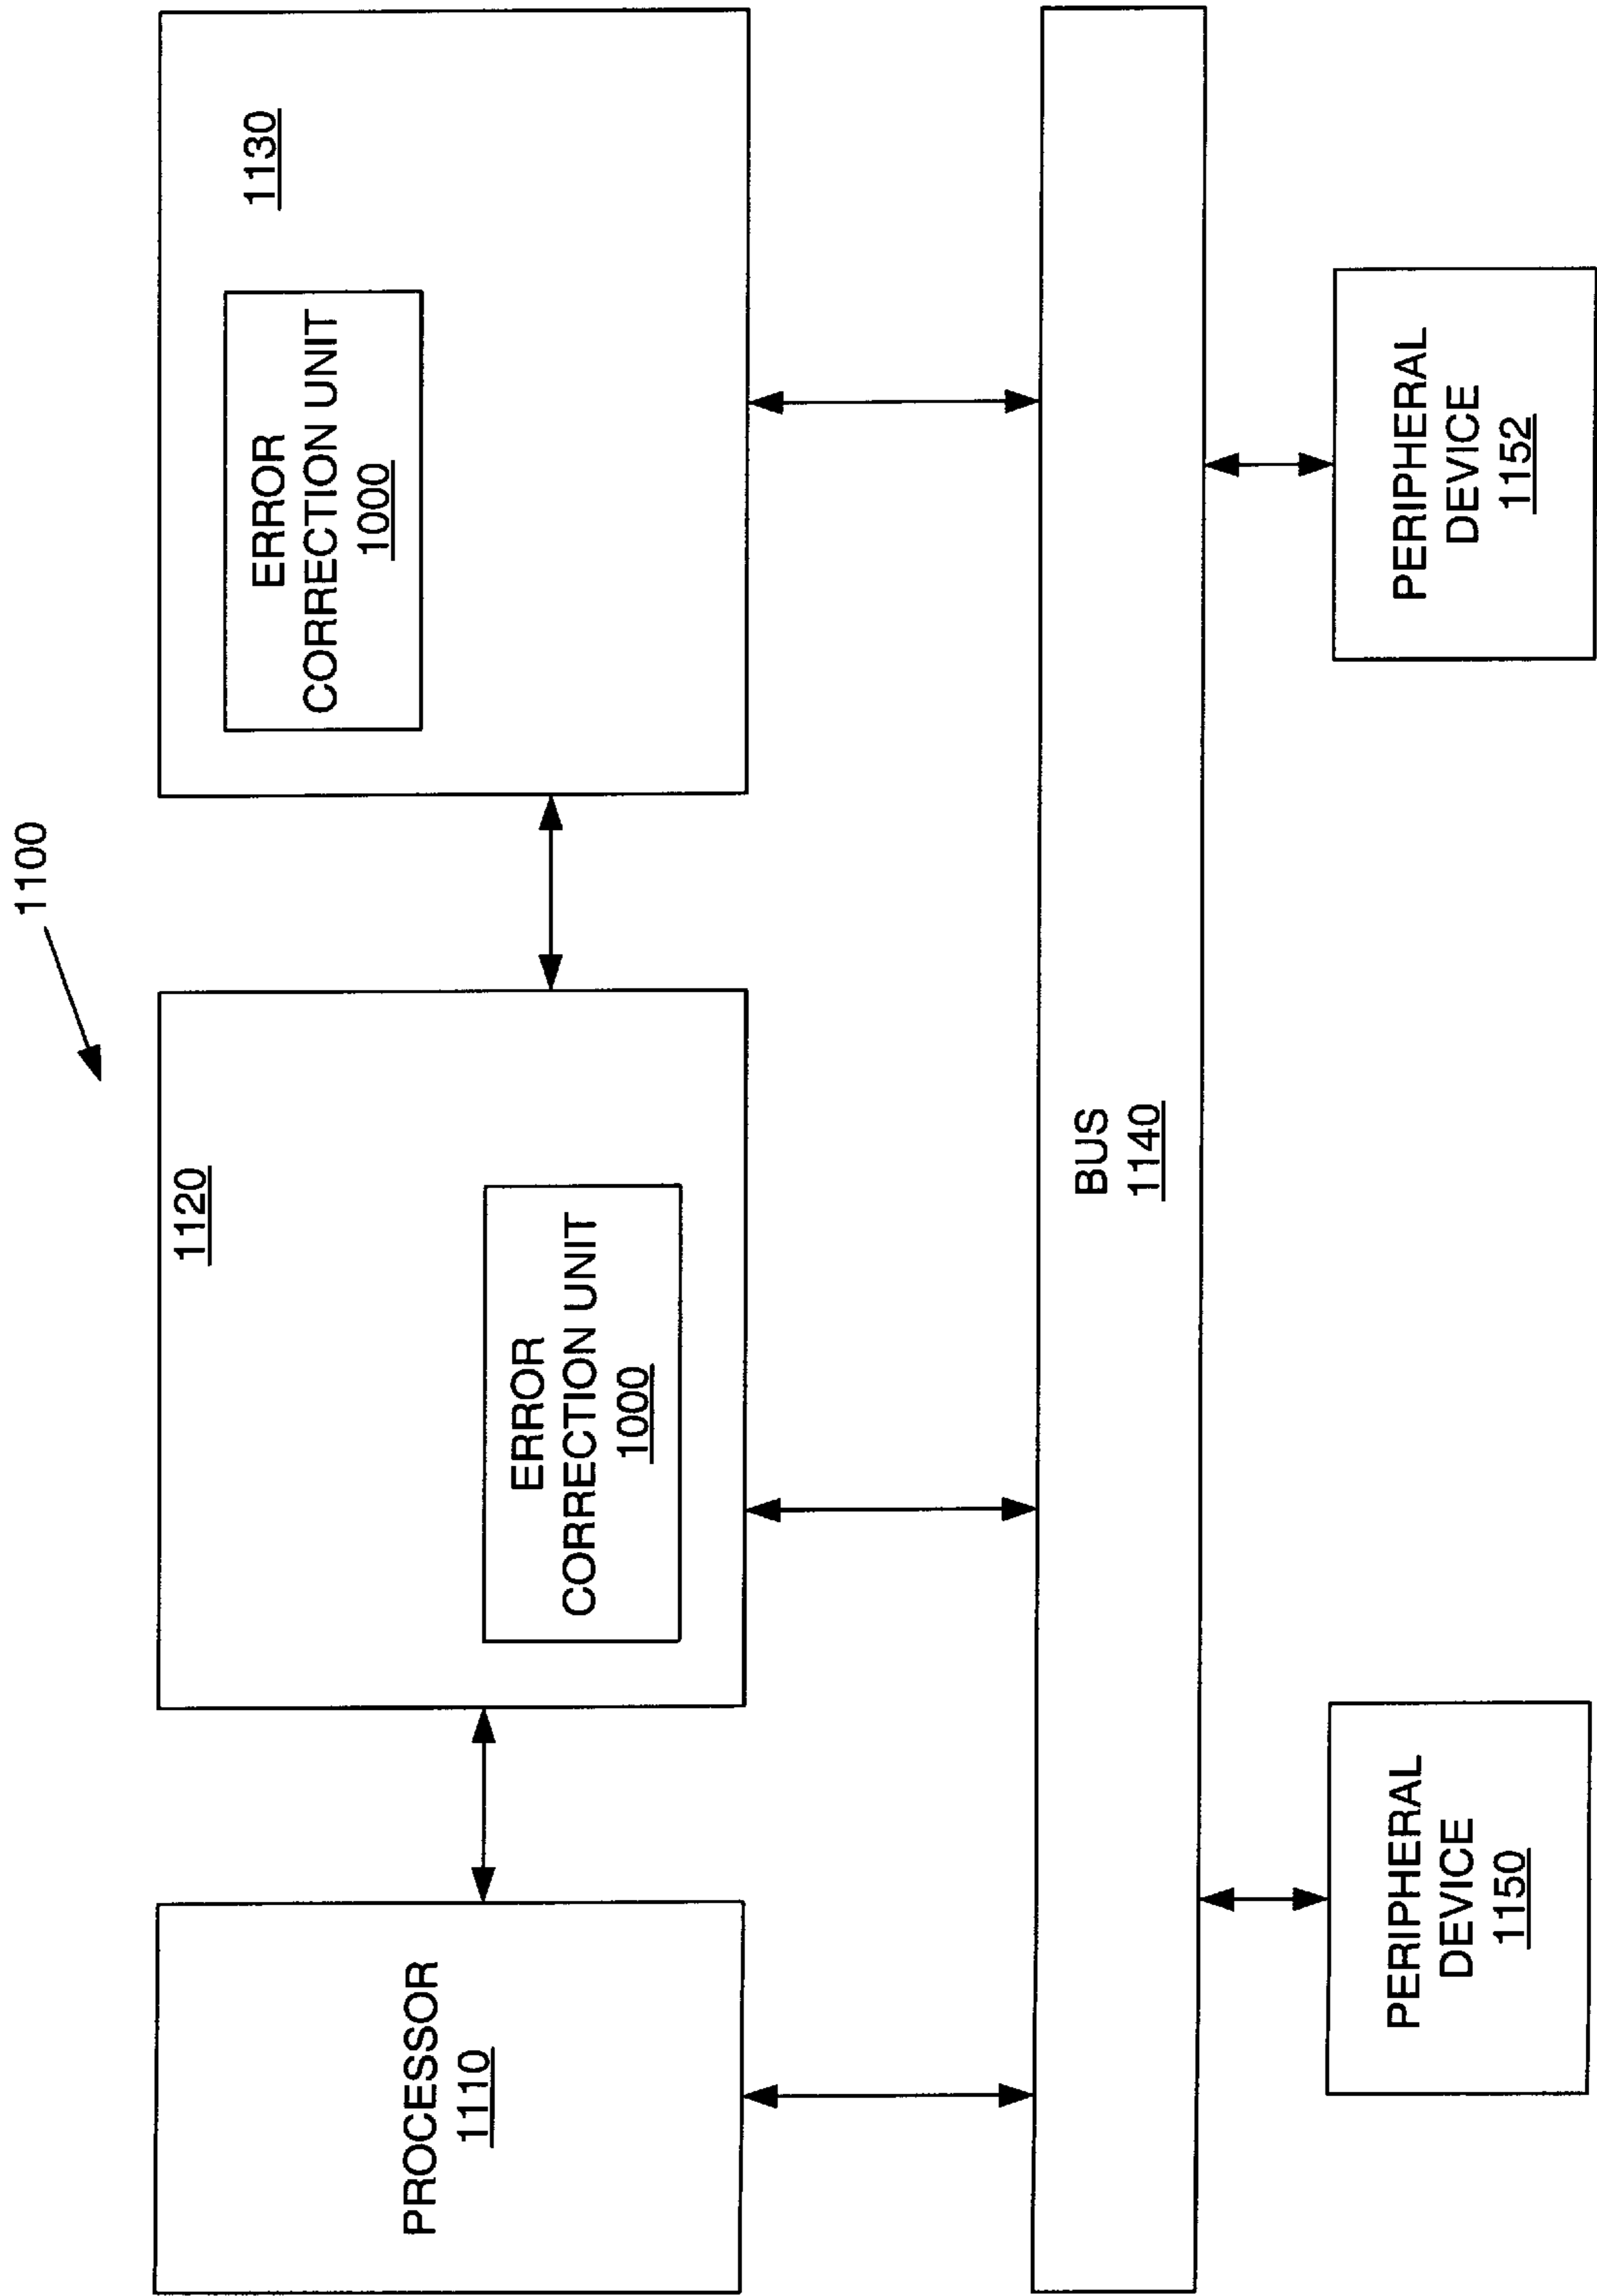 1100
PROCESSOR
1110
1120
ERROR
CORRECTION UNIT
1000
1130
ERROR
CORRECTION UNIT
1000
BUS
1140
PERIPHERAL
DEVICE
1150
PERIPHERAL
DEVICE
1152